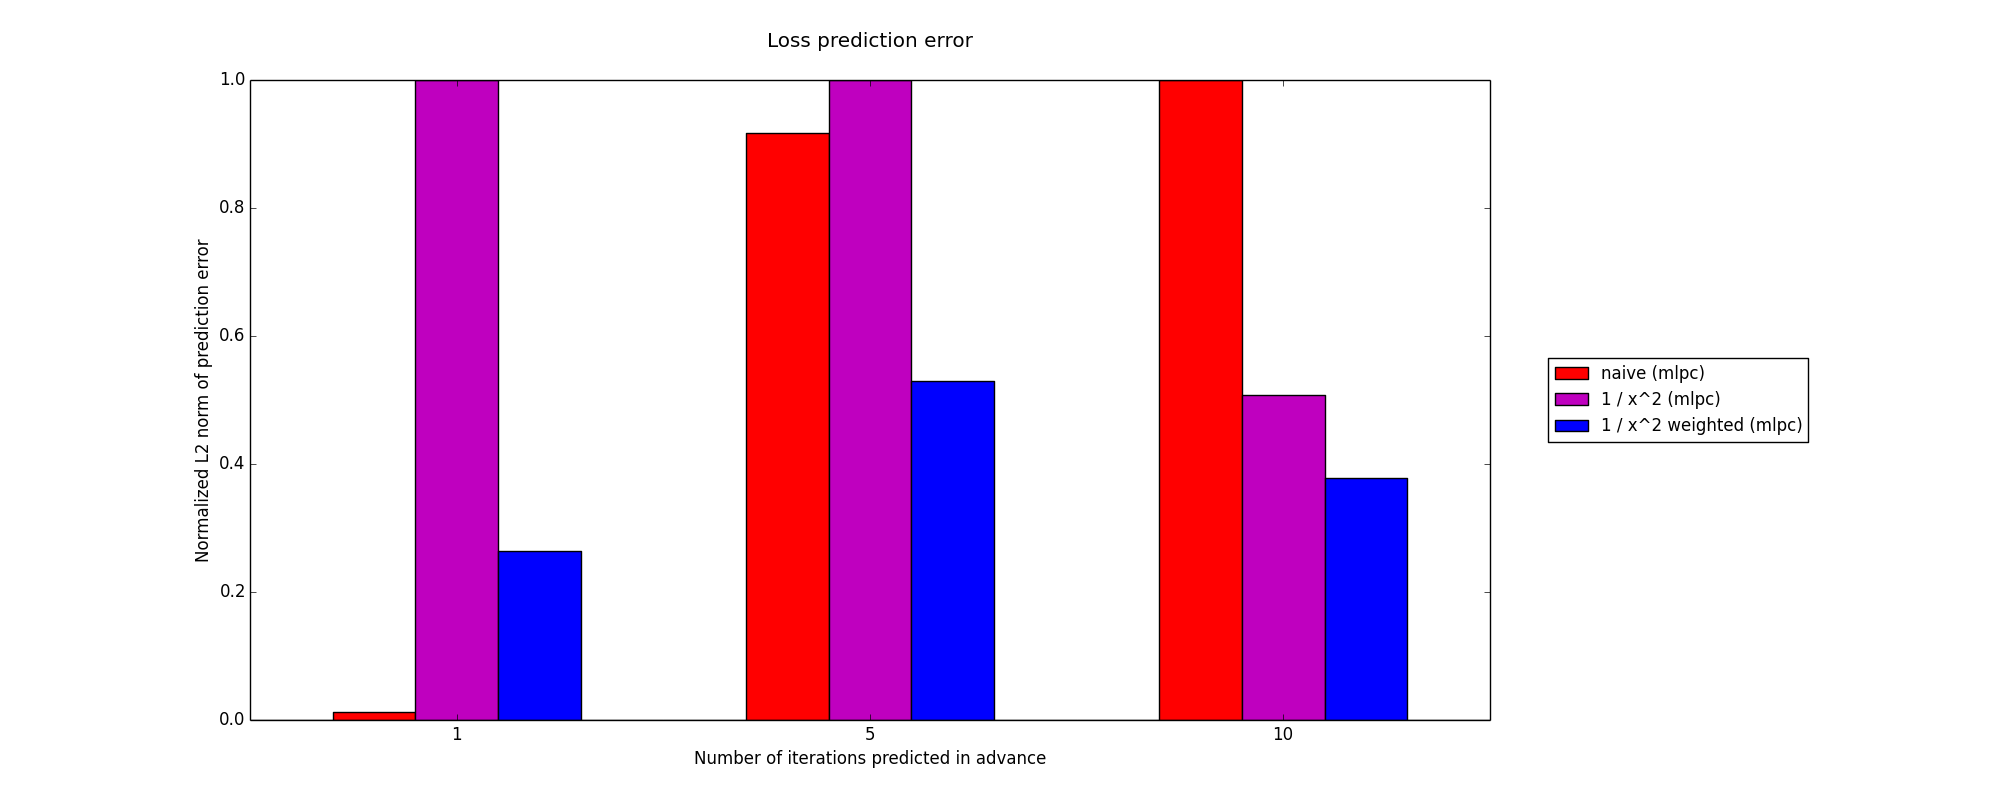 Loss prediction error
Normalized L2 norm of prediction error
1.0
0.8
0.6
0.4
0.2
0.0
1 5 10
Number of iterations predicted in advance
naive (mlpc)
1 / x^2 (mlpc)
1 / x^2 weighted (mlpc)